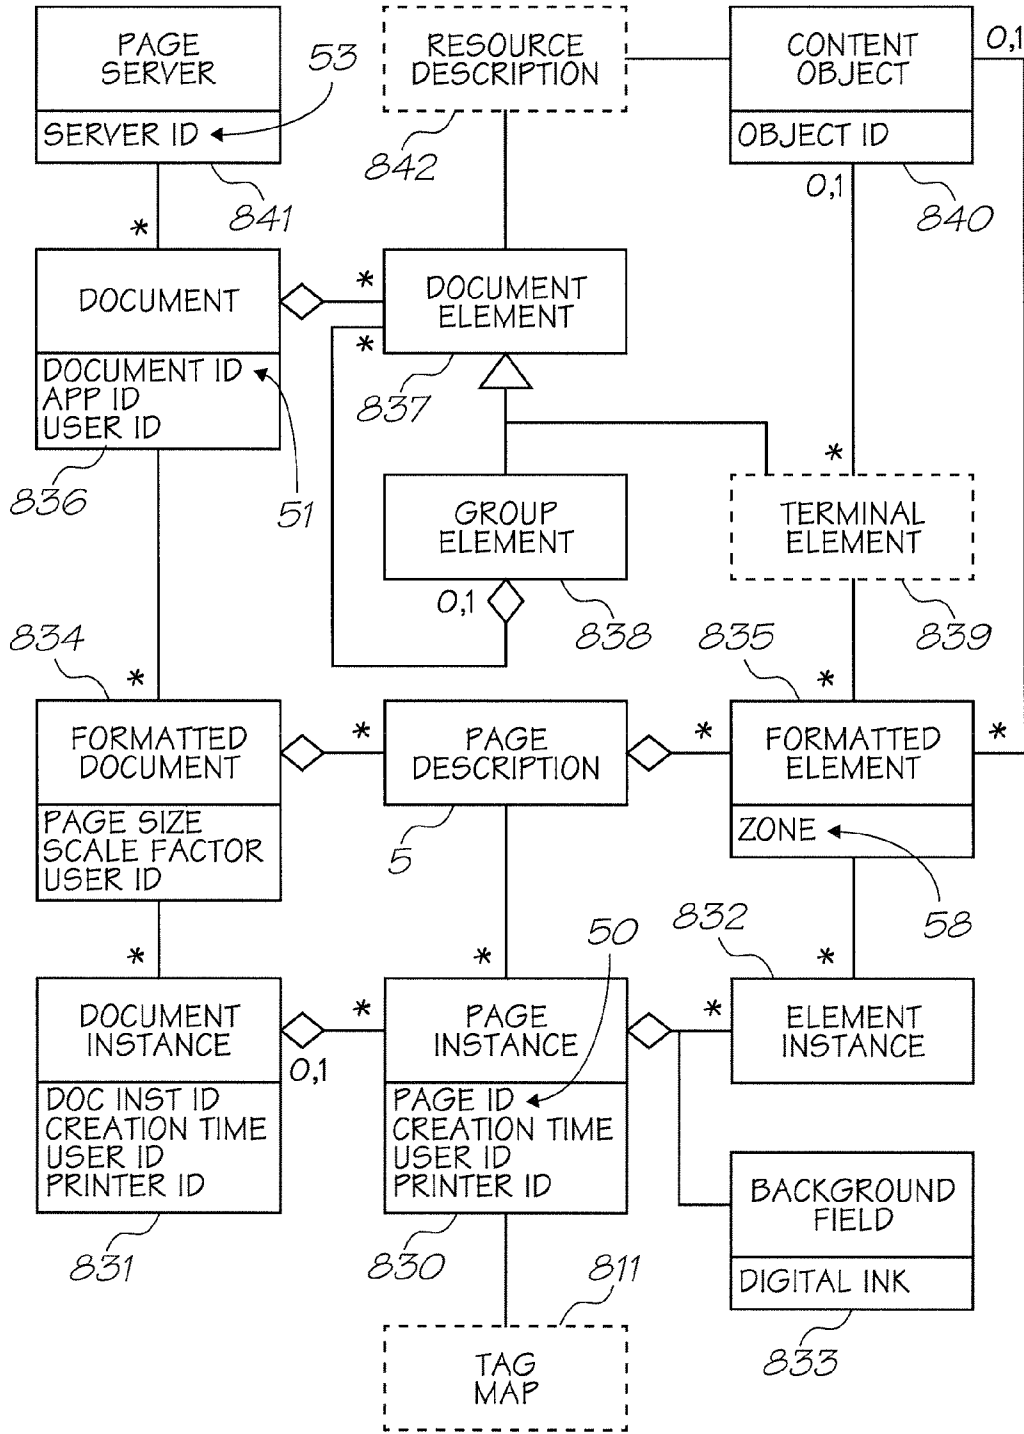 PAGE
SERVER
53
SERVER ID
841
*
RESOURCE
DESCRIPTION
842
CONTENT
OBJECT
0,1
OBJECT ID
0,1
840
DOCUMENT
*
DOCUMENT ID
APP ID
USER ID
836
51
DOCUMENT
ELEMENT
*
837
GROUP
ELEMENT
0,1
838
*
TERMINAL
ELEMENT
839
834
*
FORMATTED
DOCUMENT
*
PAGE SIZE
SCALE FACTOR
USER ID
PAGE
DESCRIPTION
*
5
835
*
FORMATTED
ELEMENT
*
ZONE
58
*
DOCUMENT
INSTANCE
*
0,1
DOC INST ID
CREATION TIME
USER ID
PRINTER ID
831
*
50
PAGE
INSTANCE
*
PAGE ID
CREATION TIME
USER ID
PRINTER ID
830
832
*
ELEMENT
INSTANCE
BACKGROUND
FIELD
DIGITAL INK
833
811
TAG
MAP